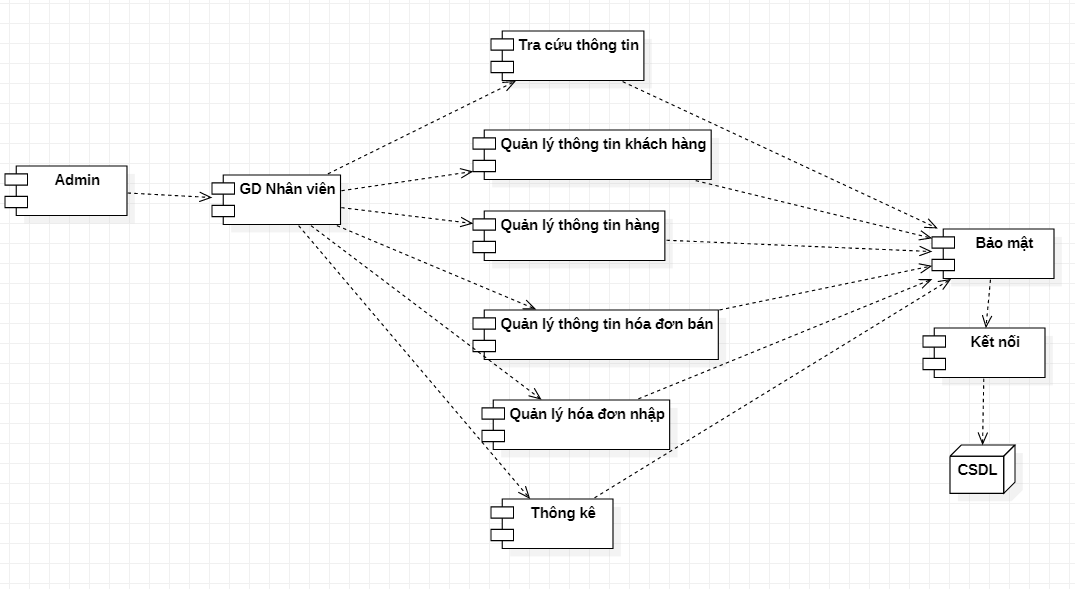 Tra cứu thông tin
Quản lý thông tin khách hàng
Admin
GD Nhân viên
Quản lý thông tin hàng
Bảo mật
Quản lý thông tin hóa đơn bán
Kết nối
Quản lý hóa đơn nhập
CSDL
Thông kê